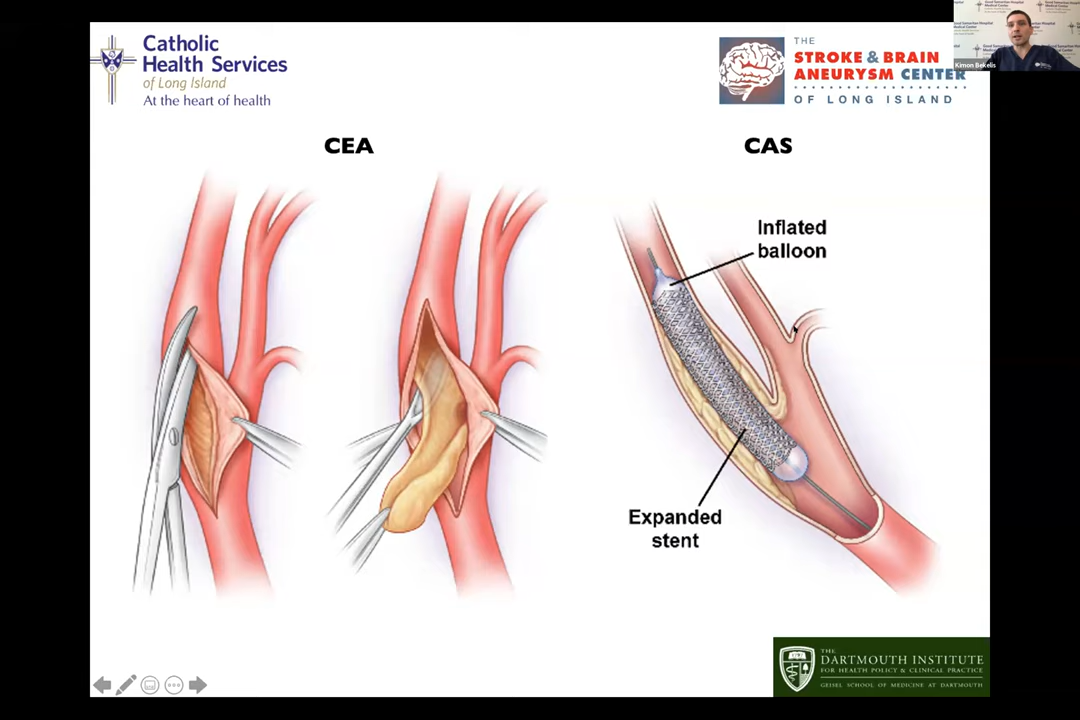 Catholic
Health Services
of Long Island
At the heart of health
THE
STROKE & BRAIN
ANEURYSM CENTER
OF LONG ISLAND
Kimon Bekelis
CEA
CAS
Inflated
balloon
Expanded
stent
THE
DARTMOUTH INSTITUTE
FOR HEALTH POLICY & CLINICAL PRACTICE
GEISEL SCHOOL OF MEDICINE AT DARTMOUTH